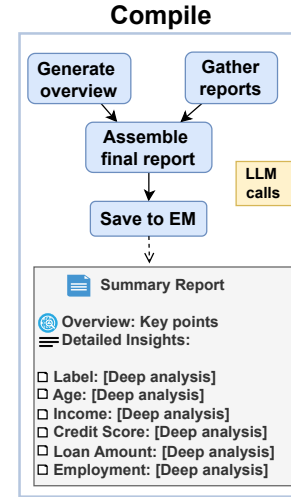 Compile
Generate
overview
Gather
reports
Assemble
final report
LLM
calls
Save to EM
Summary Report
Overview: Key points
Detailed Insights:
Label: [Deep analysis]
Age: [Deep analysis]
Income: [Deep analysis]
Credit Score: [Deep analysis]
Loan Amount: [Deep analysis]
Employment: [Deep analysis]